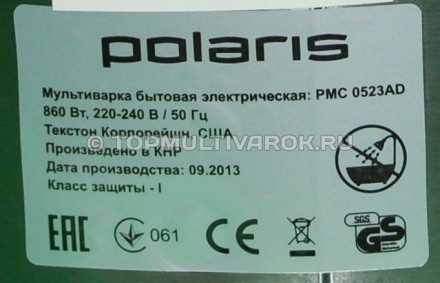 polaris
Мультиварка бытовая электрическая: PMC 0523AD
860 Вт, 220-240 В / 50 Гц
Текстон Корпорейшн, США
© TOPMULTIVAROK.RU
Произведено в КНР
Дата производства: 09.2013
Класс защиты - I
EAC 061 CE SGS GS